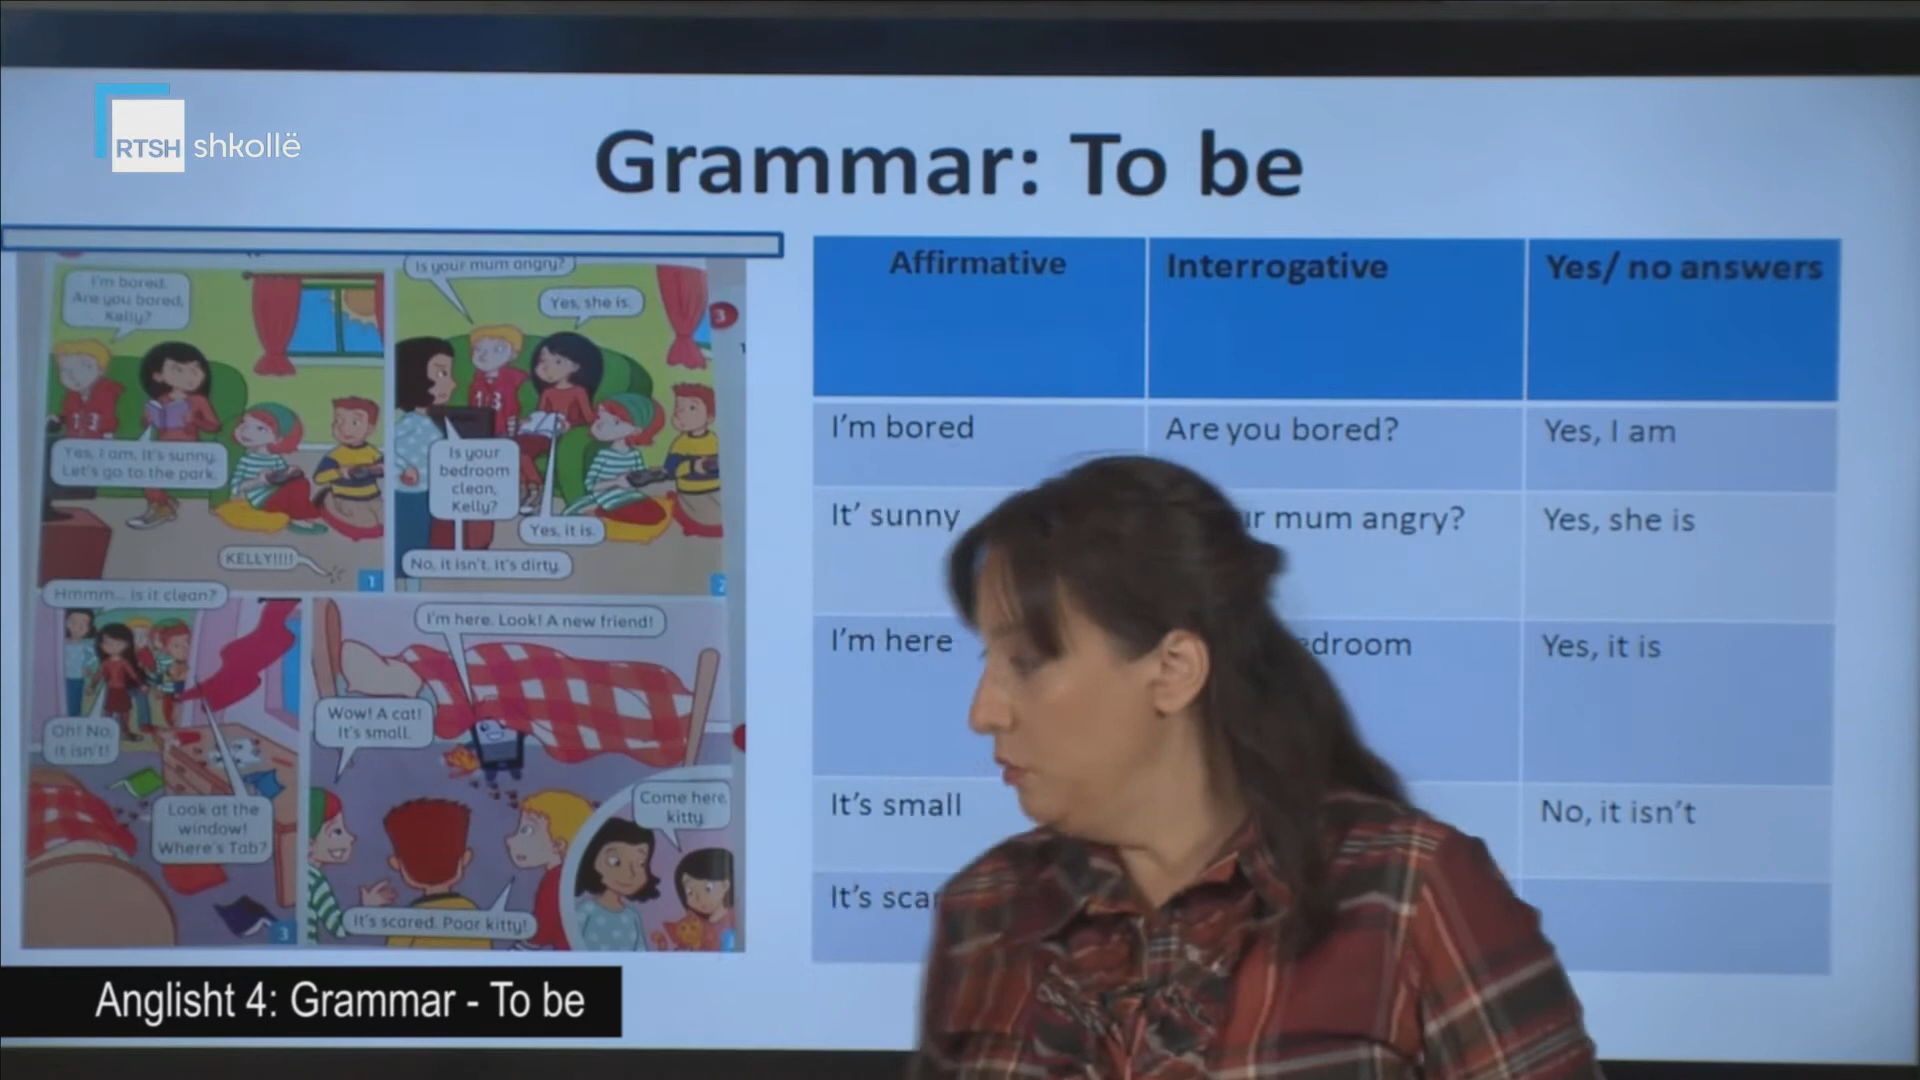 RTSH shkollë
Grammar: To be
I'm bored.
Are you bored,
Kelly?
Yes, I am. It's sunny.
Let's go to the park.
KELLY!!!!
1
Is your mum angry?
Yes, she is.
3
Is your
bedroom
clean,
Kelly?
Yes, it is.
No, it isn't. It's dirty.
2
Hmmm... Is it clean?
Oh! No,
it isn't!
Look at the
window!
Where's Tab?
3
I'm here. Look! A new friend!
Wow! A cat!
It's small.
Come here,
kitty.
It's scared. Poor kitty!
Affirmative Interrogative Yes/ no answers
I'm bored Are you bored? Yes, I am
It' sunny mum angry? Yes, she is
I'm here Yes, it is
It's small No, it isn't
It's
Anglisht 4: Grammar - To be